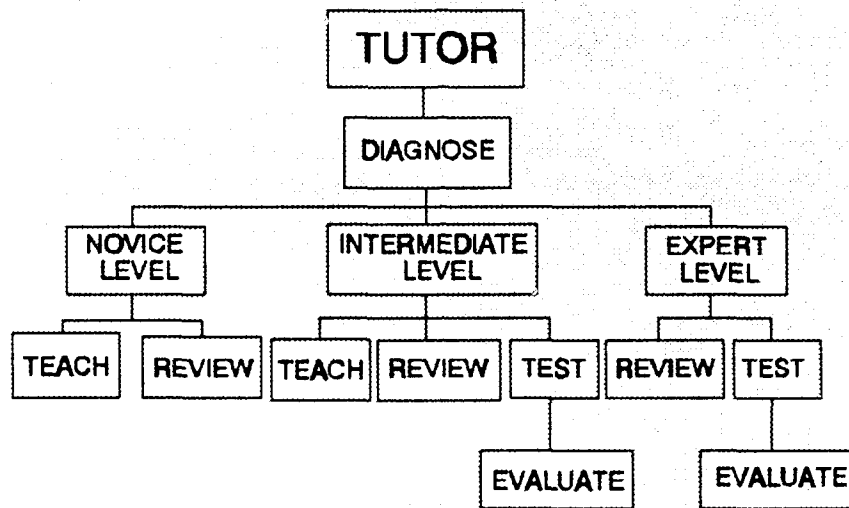 TUTOR
DIAGNOSE
NOVICE
LEVEL
INTERMEDIATE
LEVEL
EXPERT
LEVEL
TEACH
REVIEW
TEACH
REVIEW
TEST
REVIEW
TEST
EVALUATE
EVALUATE